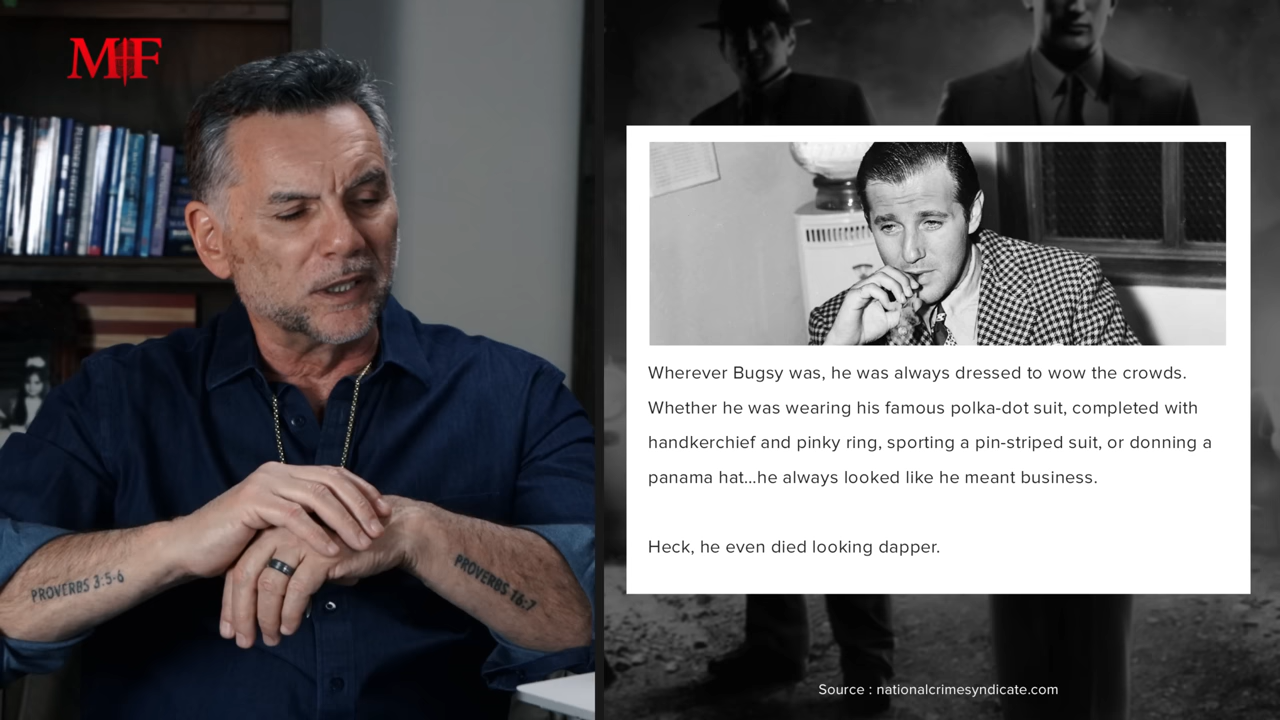 MF
PROVERBS 3:5-6
PROVERBS 16:7
Wherever Bugsy was, he was always dressed to wow the crowds.
Whether he was wearing his famous polka-dot suit, completed with
handkerchief and pinky ring, sporting a pin-striped suit, or donning a
panama hat...he always looked like he meant business.
Heck, he even died looking dapper.
Source : nationalcrimesyndicate.com